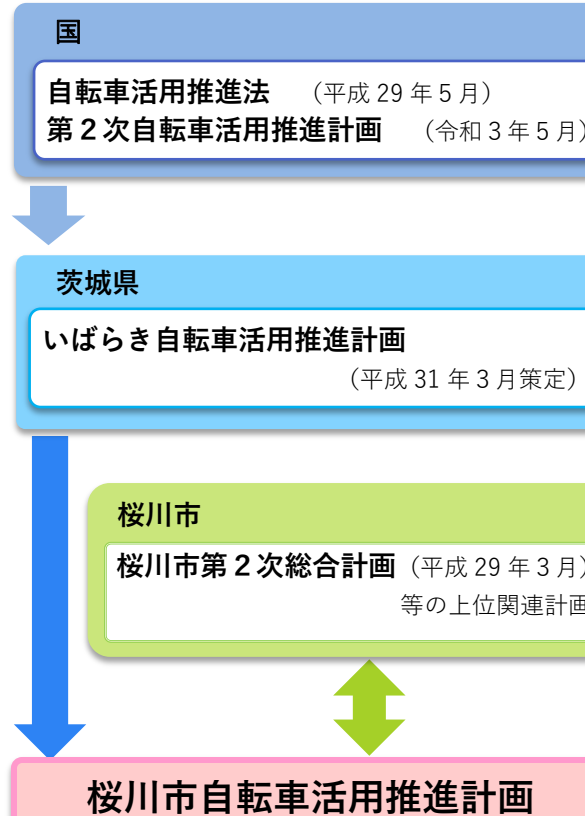 国
自転車活用推進法 （平成 29 年 5 月）
第２次自転車活用推進計画 （令和 3 年 5 月）
茨城県
いばらき自転車活用推進計画
（平成 31 年 3 月策定）
桜川市
桜川市第２次総合計画（平成 29 年 3 月）
等の上位関連計画
桜川市自転車活用推進計画